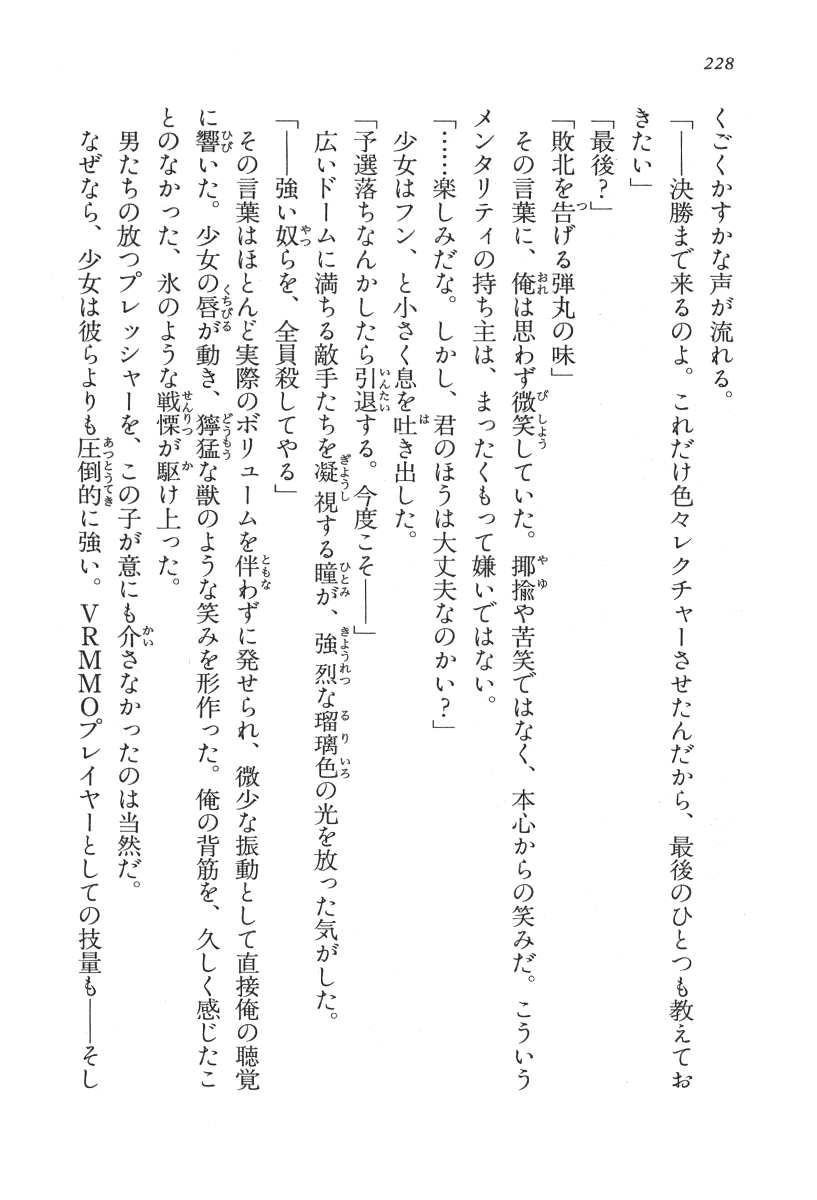 228
くごくかすかな声が流れる。
「――決勝まで来るのよ。これだけ色々レクチャーさせたんだから、最後のひとつも教えてお
きたい」
「最後?」
「敗北を告げる弾丸の味」
その言葉に、俺は思わず微笑していた。揶揄や苦笑ではなく、本心からの笑みだ。こういう
メンタリティの持ち主は、まったくもって嫌いではない。
「……楽しみだな。しかし、君のほうは大丈夫なのかい?」
少女はフン、と小さく息を吐き出した。
「予選落ちなんかしたら引退する。今度こそ――」
広いドームに満ちる敵手たちを凝視する瞳が、強烈な瑠璃色の光を放った気がした。
「――強い奴らを、全員殺してやる」
その言葉はほとんど実際のボリュームを伴わずに発せられ、微少な振動として直接俺の聴覚
に響いた。少女の唇が動き、獰猛な獣のような笑みを形作った。俺の背筋を、久しく感じたこ
とのなかった、氷のような戦慄が駆け上った。
男たちの放つプレッシャーを、この子が意にも介さなかったのは当然だ。
なぜなら、少女は彼らよりも圧倒的に強い。VRMMOプレイヤーとしての技量も――そし